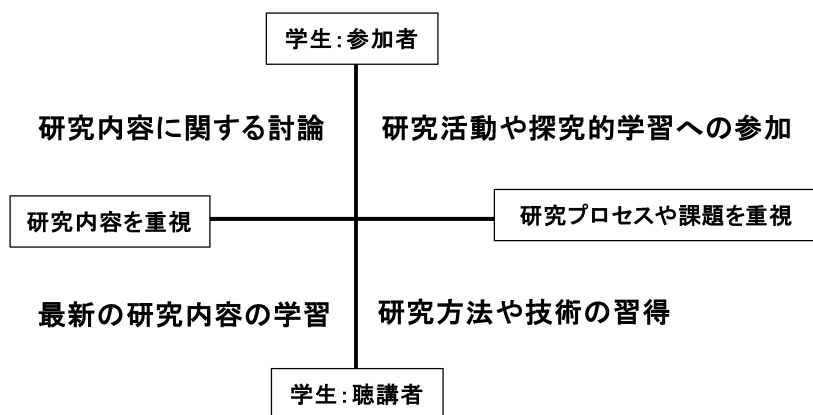 学生：参加者
研究内容に関する討論
研究活動や探究的学習への参加
研究内容を重視
研究プロセスや課題を重視
最新の研究内容の学習
研究方法や技術の習得
学生：聴講者